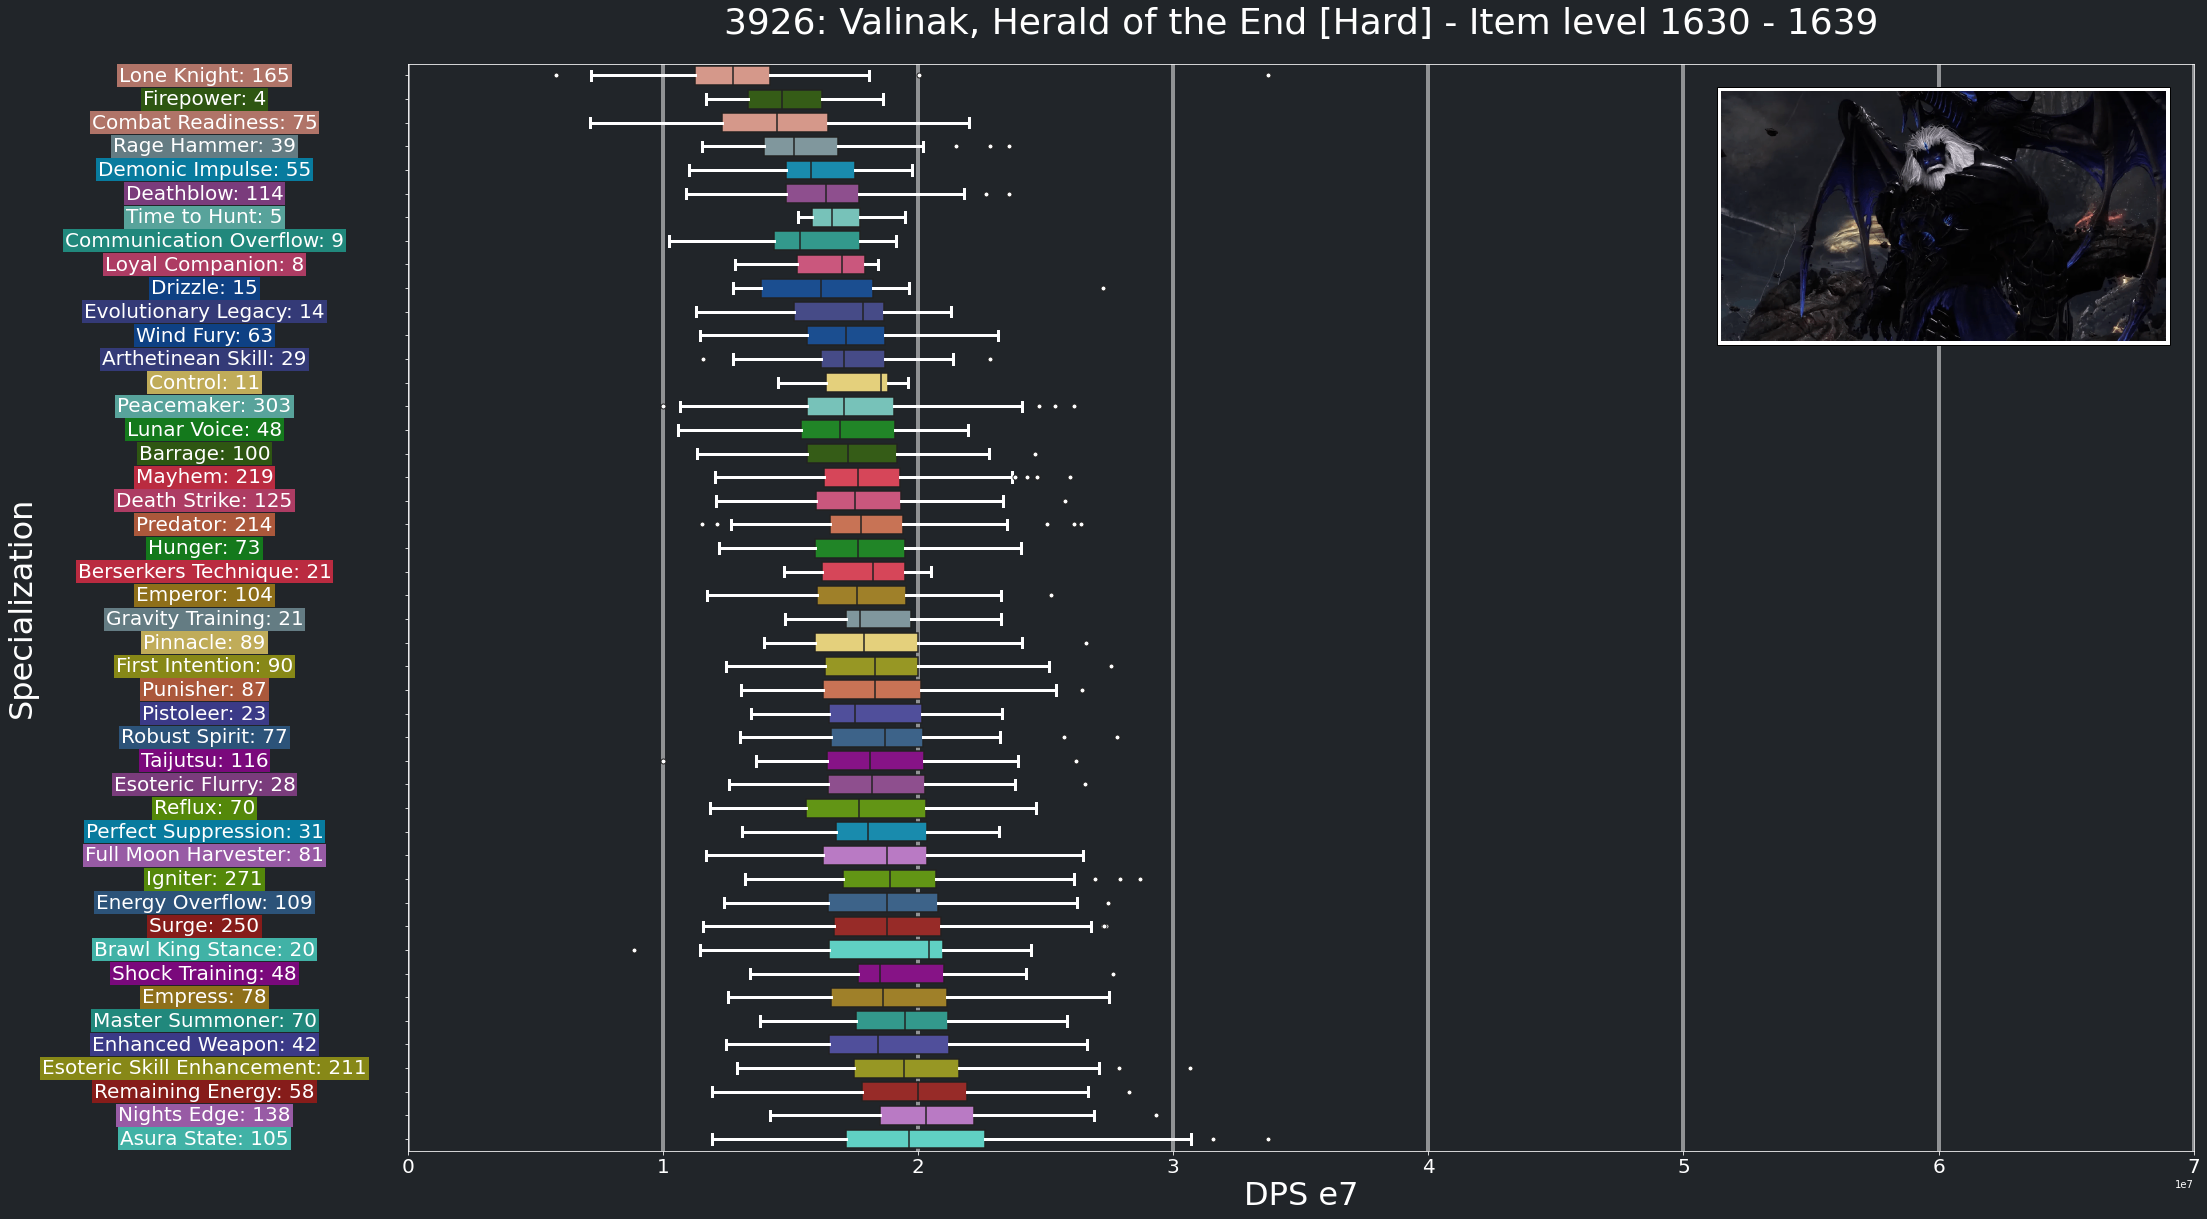 3926: Valinak, Herald of the End [Hard] - Item level 1630 - 1639
Specialization
Lone Knight: 165
Firepower: 4
Combat Readiness: 75
Rage Hammer: 39
Demonic Impulse: 55
Deathblow: 114
Time to Hunt: 5
Communication Overflow: 9
Loyal Companion: 8
Drizzle: 15
Evolutionary Legacy: 14
Wind Fury: 63
Arthetinean Skill: 29
Control: 11
Peacemaker: 303
Lunar Voice: 48
Barrage: 100
Mayhem: 219
Death Strike: 125
Predator: 214
Hunger: 73
Berserkers Technique: 21
Emperor: 104
Gravity Training: 21
Pinnacle: 89
First Intention: 90
Punisher: 87
Pistoleer: 23
Robust Spirit: 77
Taijutsu: 116
Esoteric Flurry: 28
Reflux: 70
Perfect Suppression: 31
Full Moon Harvester: 81
Igniter: 271
Energy Overflow: 109
Surge: 250
Brawl King Stance: 20
Shock Training: 48
Empress: 78
Master Summoner: 70
Enhanced Weapon: 42
Esoteric Skill Enhancement: 211
Remaining Energy: 58
Nights Edge: 138
Asura State: 105
0 1 2 3 4 5 6 7
1e7
DPS e7